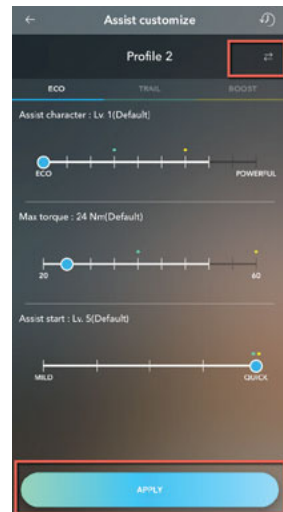 Assist customize
Profile 2
ECO TRAIL BOOST
Assist character : Lv. 1(Default)
ECO POWERFUL
Max torque : 24 Nm(Default)
20 60
Assist start : Lv. 5(Default)
MILD QUICK
APPLY